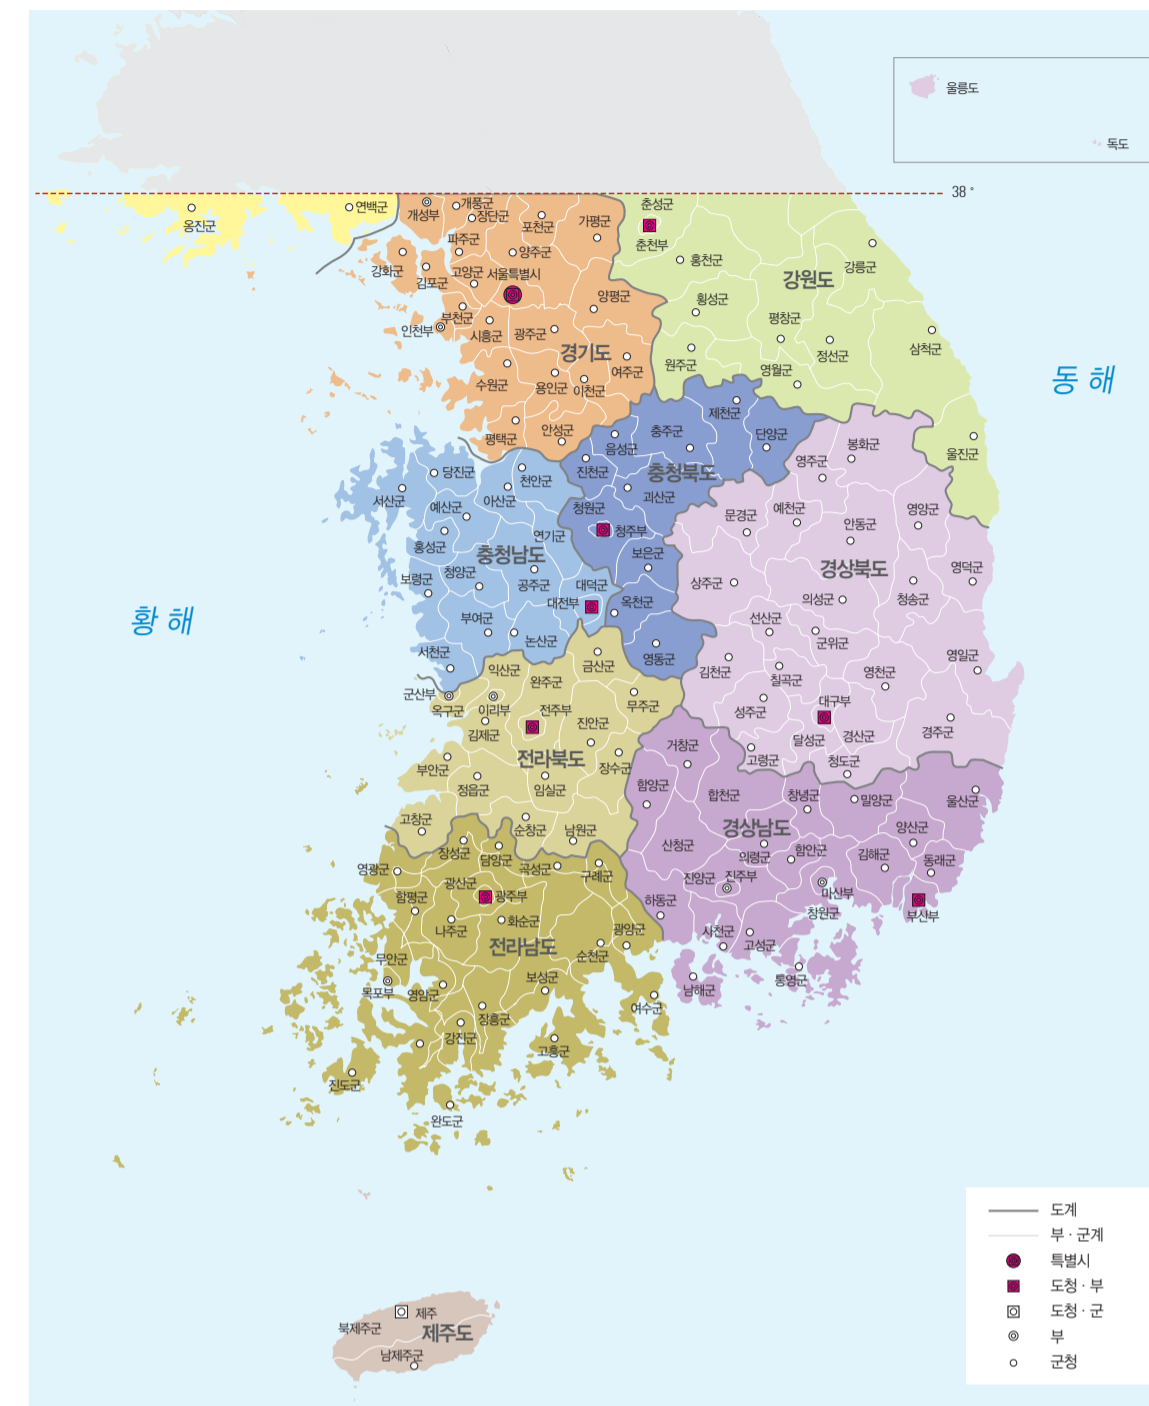 울릉도
독도
38 °
옹진군
연백군
개성부
개풍군
장단군
포천군
가평군
파주군
양주군
강화군
김포군
고양군
서울특별시
양평군
부천군
인천부
시흥군
광주군
경기도
여주군
수원군
용인군
이천군
평택군
안성군
춘성군
춘천부
홍천군
강원도
강릉군
횡성군
평창군
원주군
정선군
삼척군
영월군
울진군
동해
제천군
충주군
단양군
음성군
진천군
충청북도
괴산군
청원군
청주부
보은군
옥천군
영동군
당진군
천안군
서산군
예산군
아산군
홍성군
연기군
충청남도
청양군
보령군
공주군
대덕군
대전부
부여군
논산군
서천군
황해
봉화군
영주군
문경군
예천군
안동군
영양군
경상북도
영덕군
상주군
의성군
청송군
선산군
군위군
김천군
칠곡군
영천군
영일군
성주군
대구부
달성군
경산군
경주군
고령군
청도군
금산군
익산군
완주군
군산부
옥구군
이리부
전주부
무주군
김제군
진안군
전라북도
장수군
부안군
정읍군
임실군
고창군
순창군
남원군
거창군
함양군
합천군
창녕군
밀양군
울산군
경상남도
양산군
산청군
의령군
함안군
김해군
동래군
진양군
진주부
마산부
창원군
부산부
하동군
사천군
고성군
남해군
통영군
장성군
담양군
곡성군
구례군
영광군
광산군
광주부
함평군
나주군
화순군
광양군
전라남도
순천군
무안군
목포부
영암군
보성군
여수군
장흥군
강진군
고흥군
진도군
완도군
제주
북제주군
제주도
남제주군
도계
부 · 군계
특별시
도청 · 부
도청 · 군
부
군청